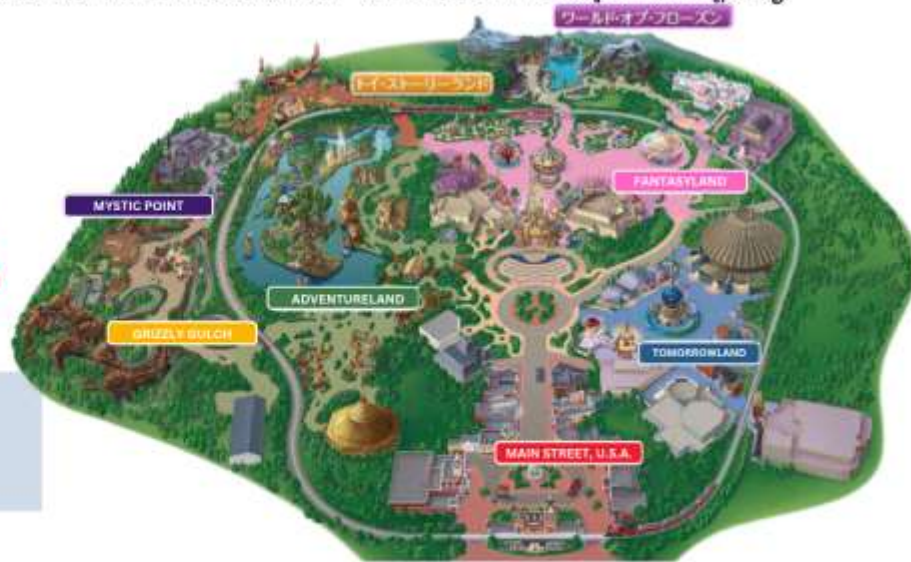 ワールド・オブ・フローズン
トイ・ストーリーランド
FANTASYLAND
MYSTIC POINT
ADVENTURELAND
GRIZZLY GULCH
TOMORROWLAND
MAIN STREET, U.S.A.